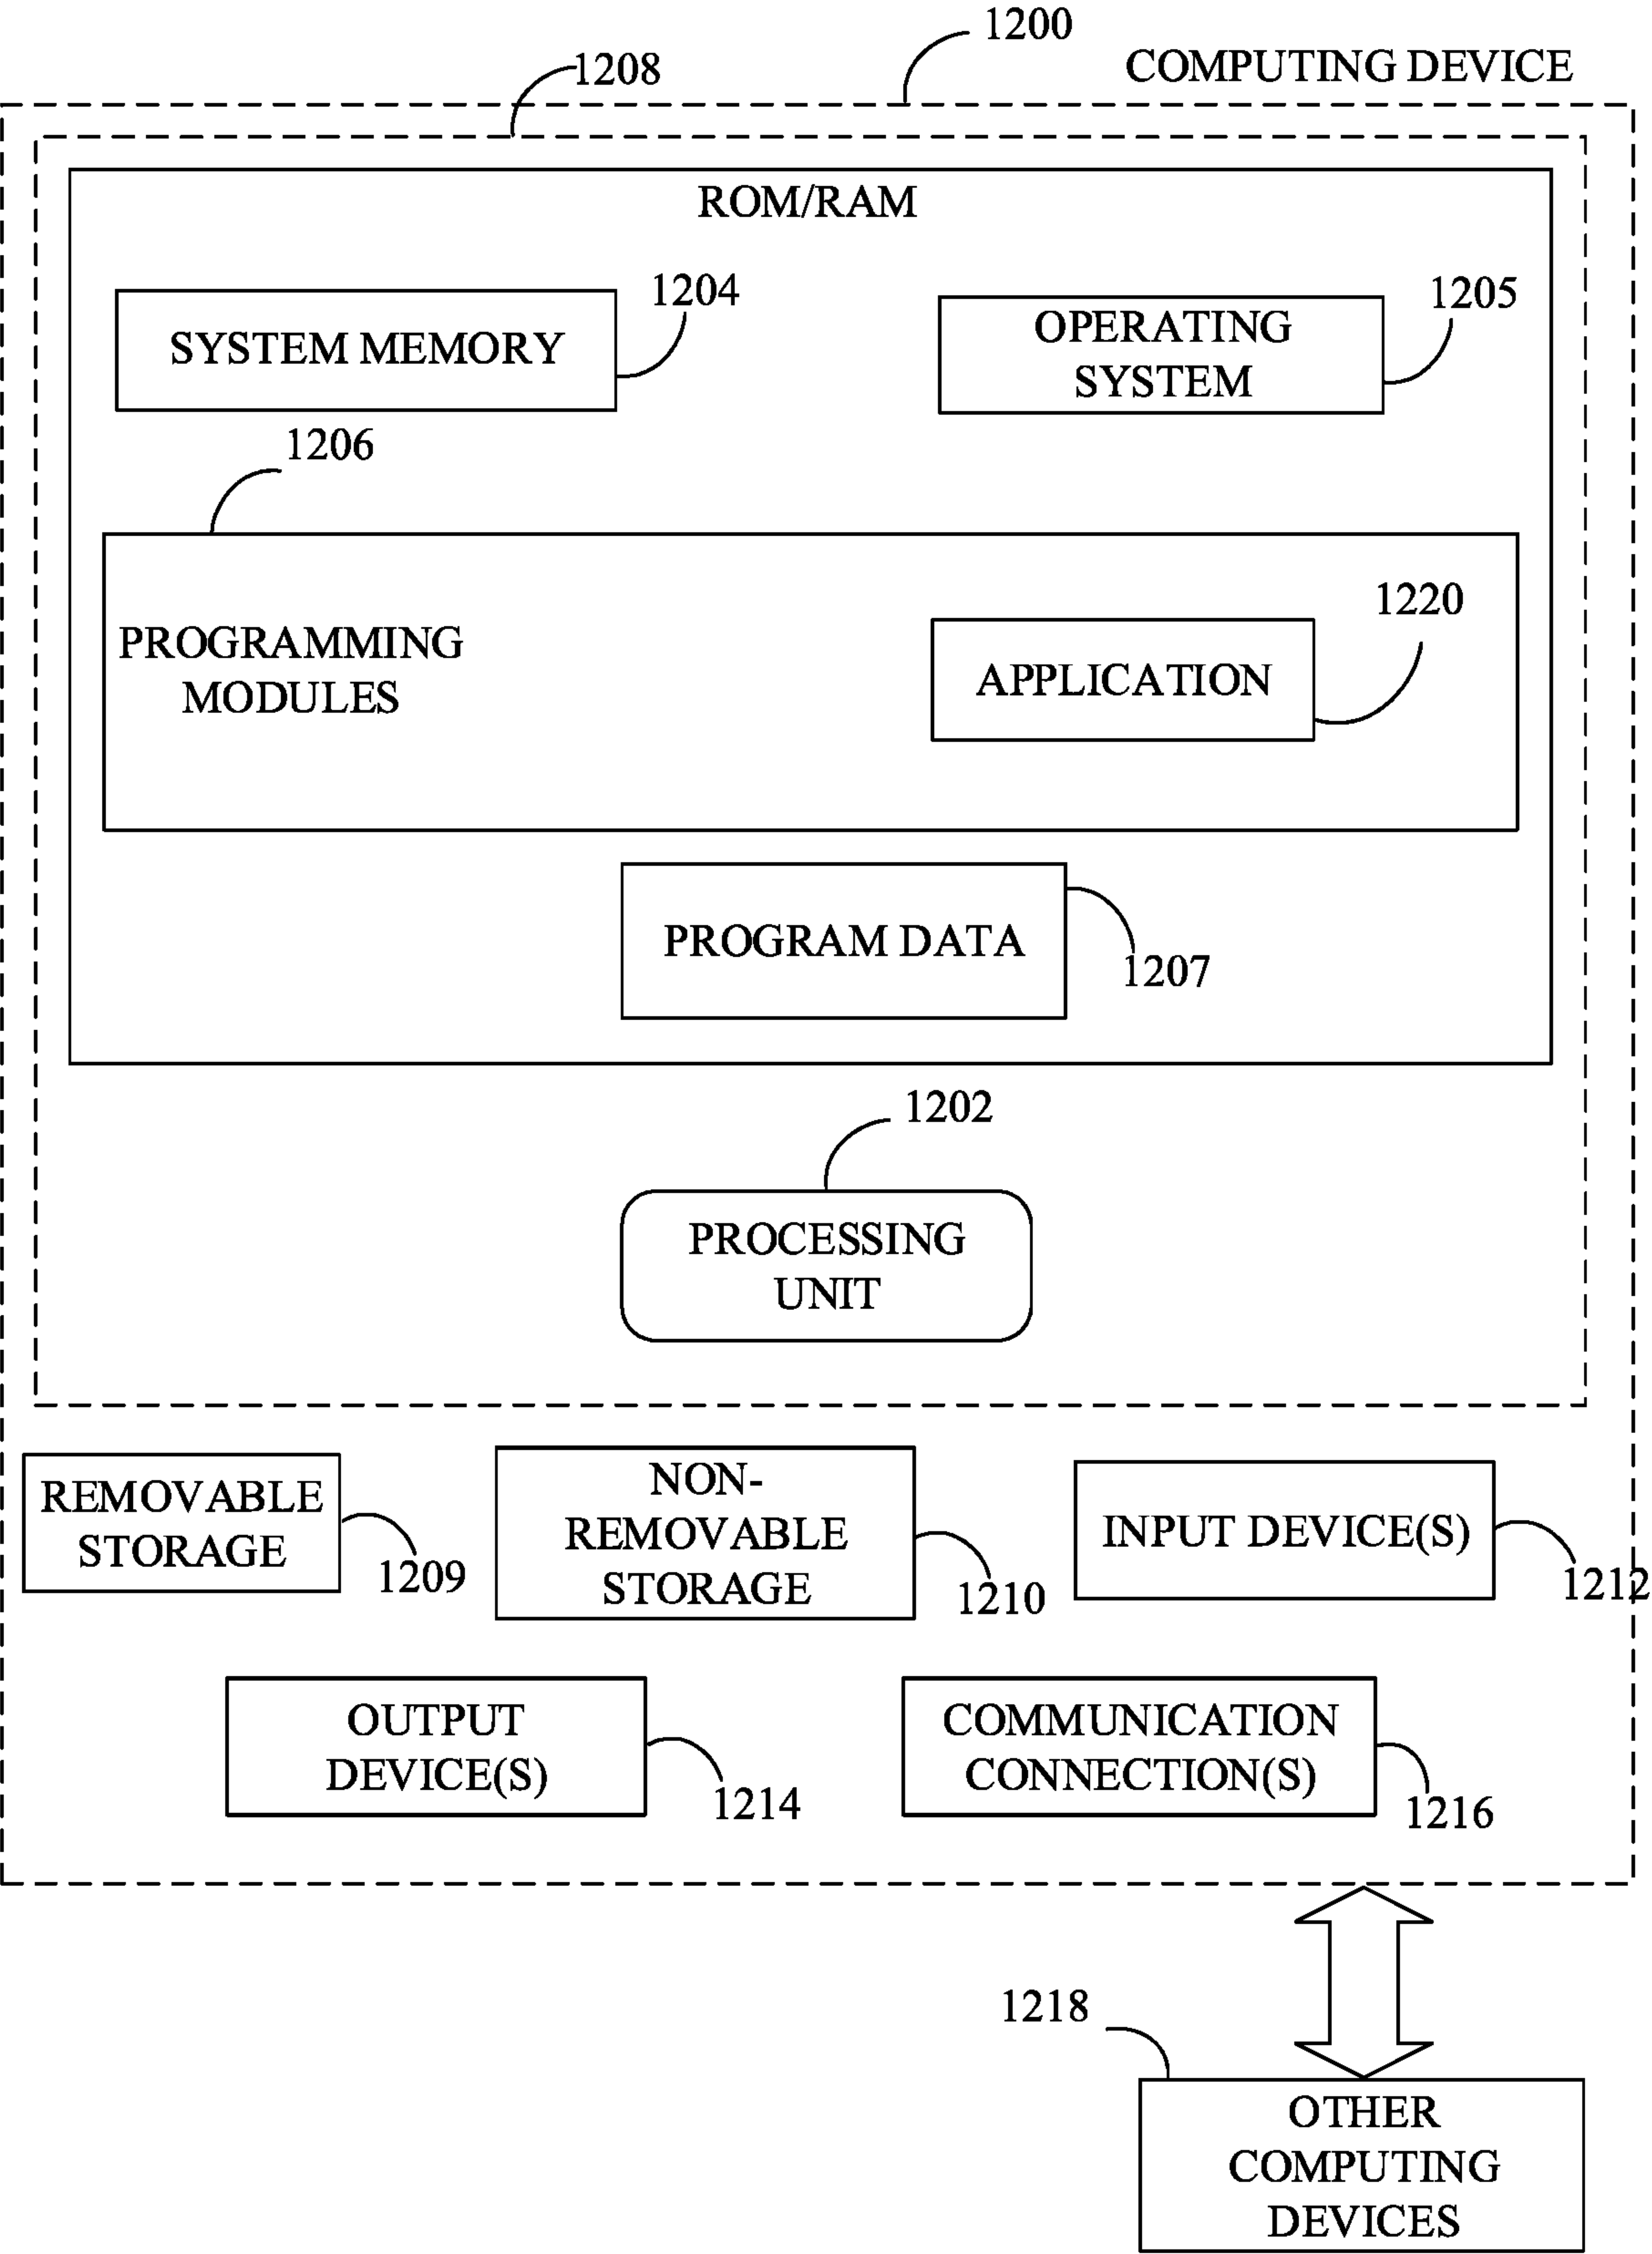 1200
COMPUTING DEVICE
1208
ROM/RAM
1204
SYSTEM MEMORY
1205
OPERATING
SYSTEM
1206
PROGRAMMING
MODULES
1220
APPLICATION
PROGRAM DATA
1207
1202
PROCESSING
UNIT
REMOVABLE
STORAGE
1209
NON-
REMOVABLE
STORAGE
1210
INPUT DEVICE(S)
1212
OUTPUT
DEVICE(S)
1214
COMMUNICATION
CONNECTION(S)
1216
1218
OTHER
COMPUTING
DEVICES